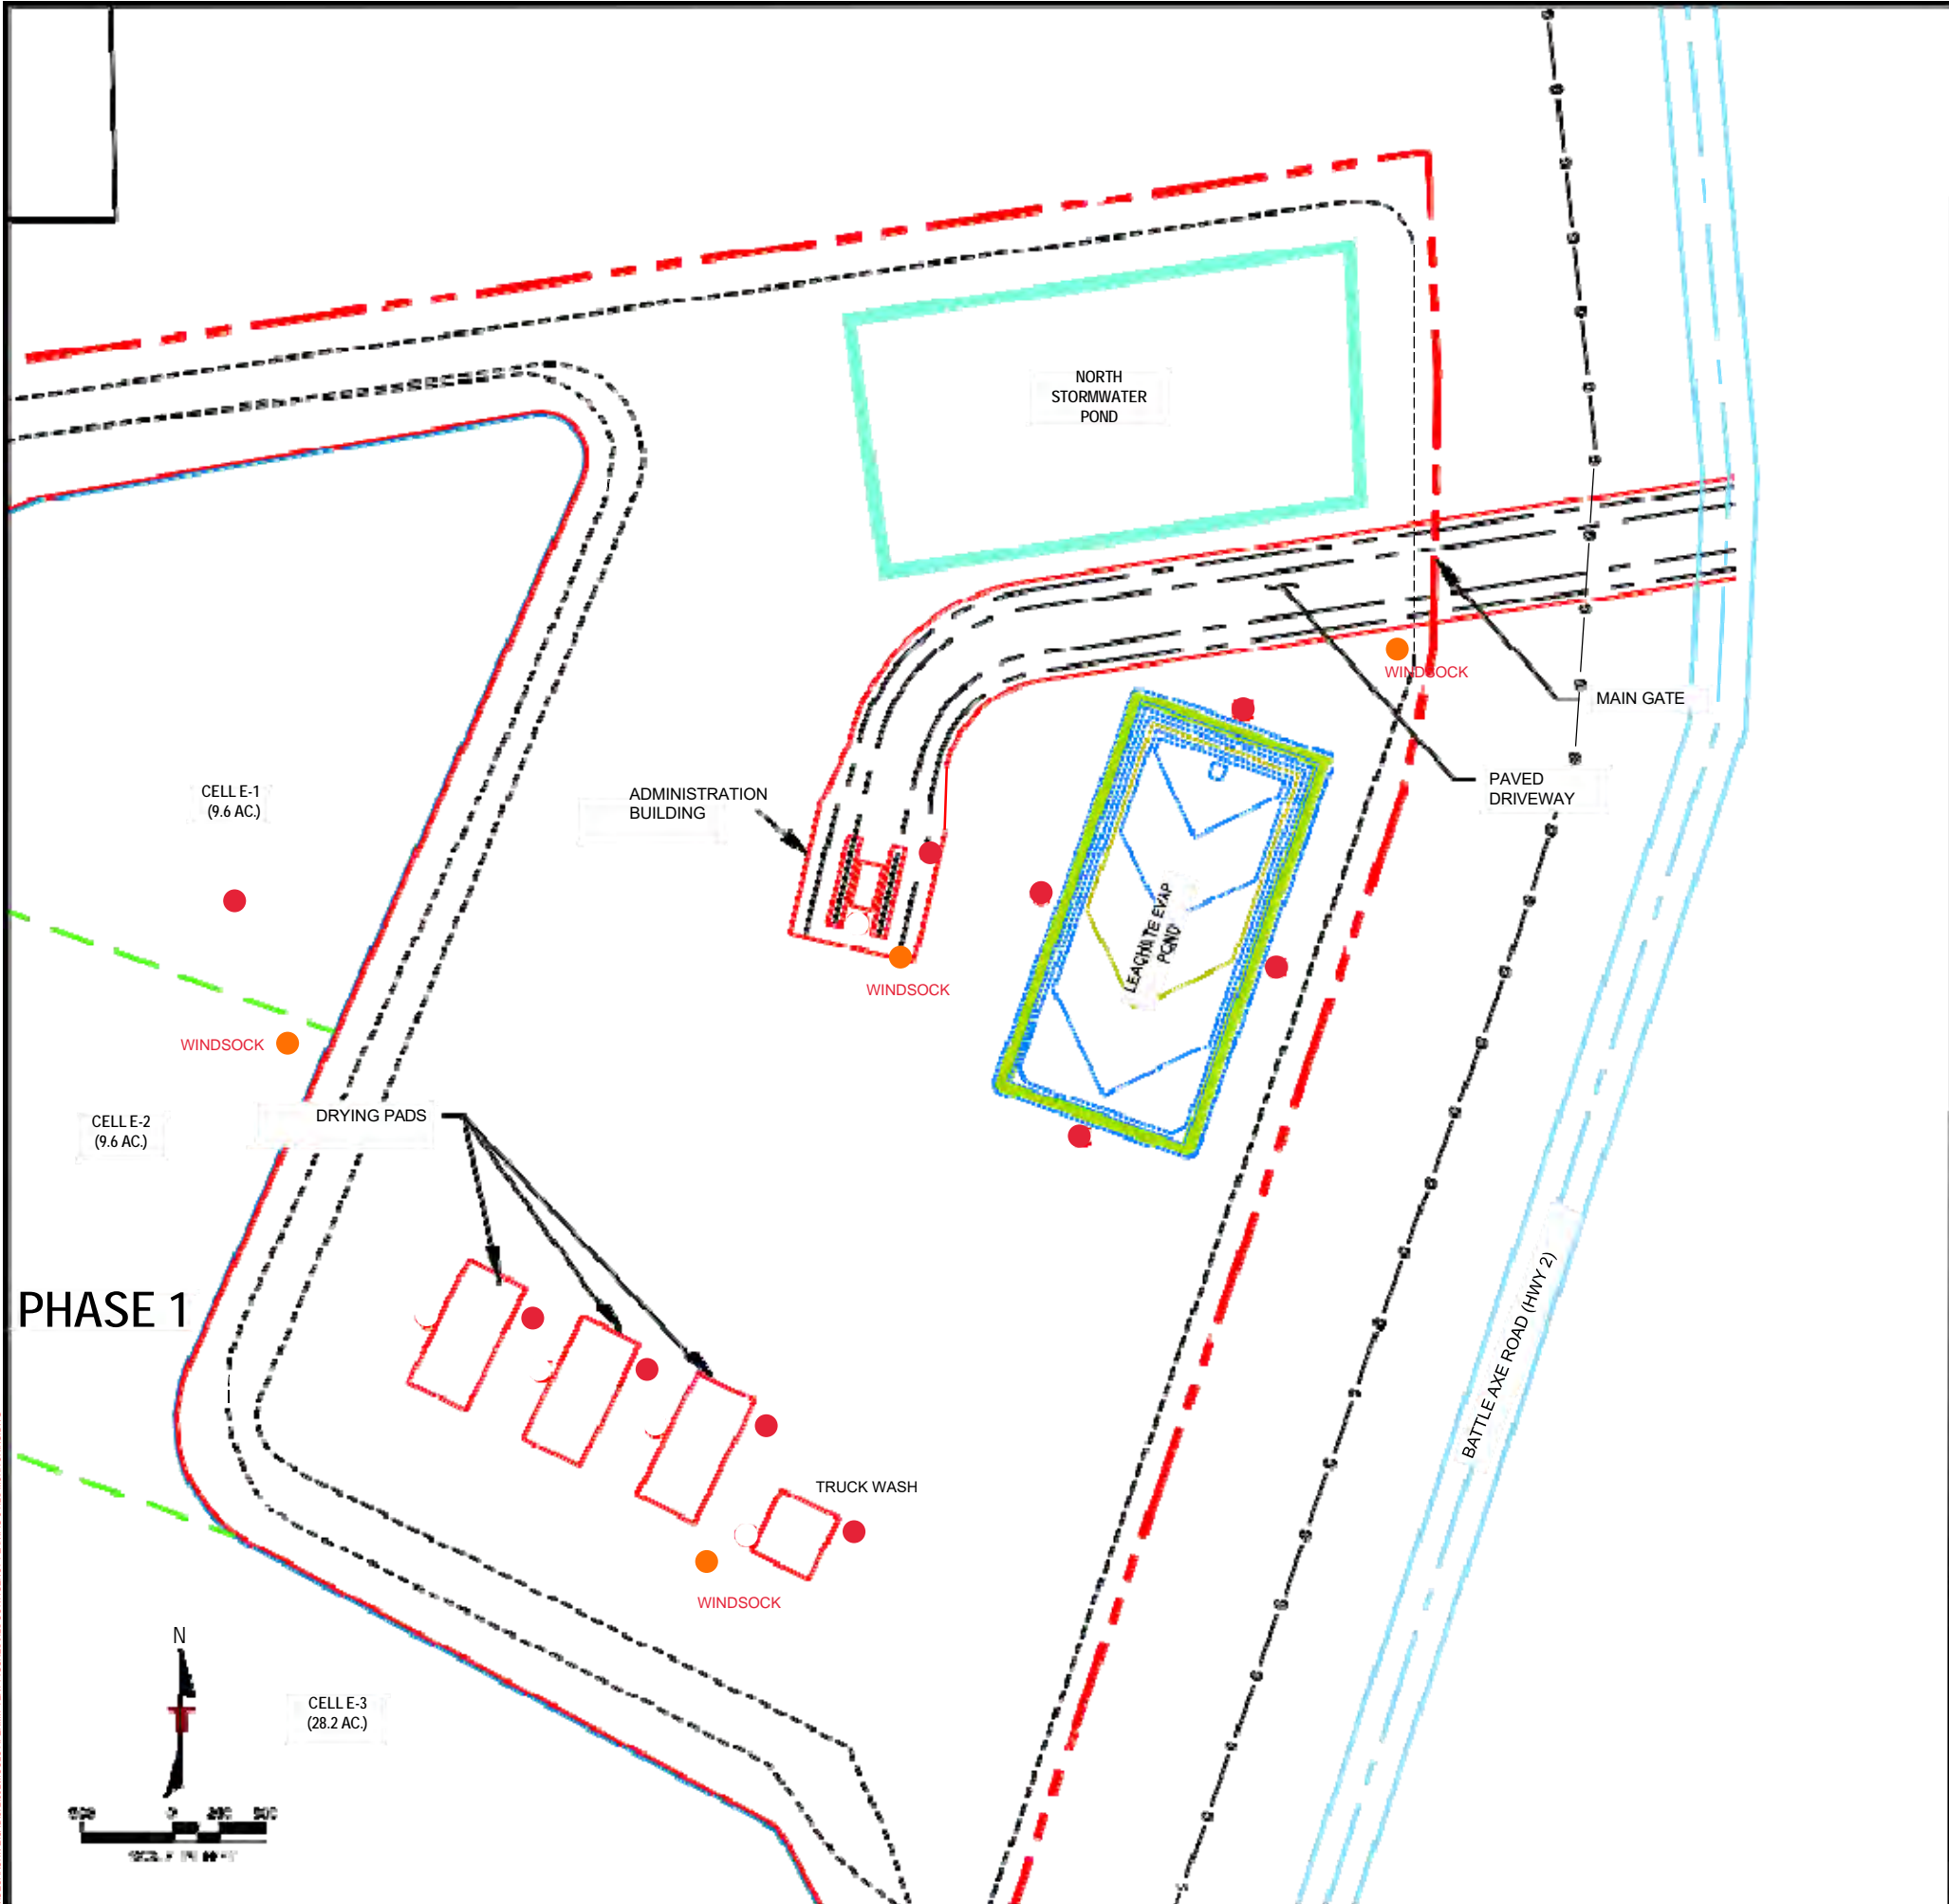 NORTH
STORMWATER
POND
WINDSOCK
MAIN GATE
PAVED
DRIVEWAY
CELL E-1
(9.6 AC.)
ADMINISTRATION
BUILDING
LEACHATE EVAP
POND
WINDSOCK
WINDSOCK
DRYING PADS
CELL E-2
(9.6 AC.)
BATTLE AXE ROAD (HWY 2)
PHASE 1
TRUCK WASH
WINDSOCK
N
CELL E-3
(28.2 AC.)
0